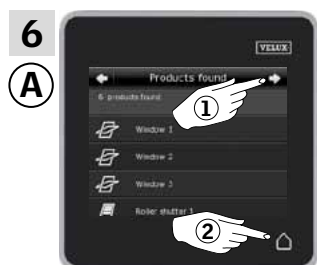 6
A
VELUX
Products found
6 products found
1
Window 1
Window 2
Window 3
Roller shutter 1
2